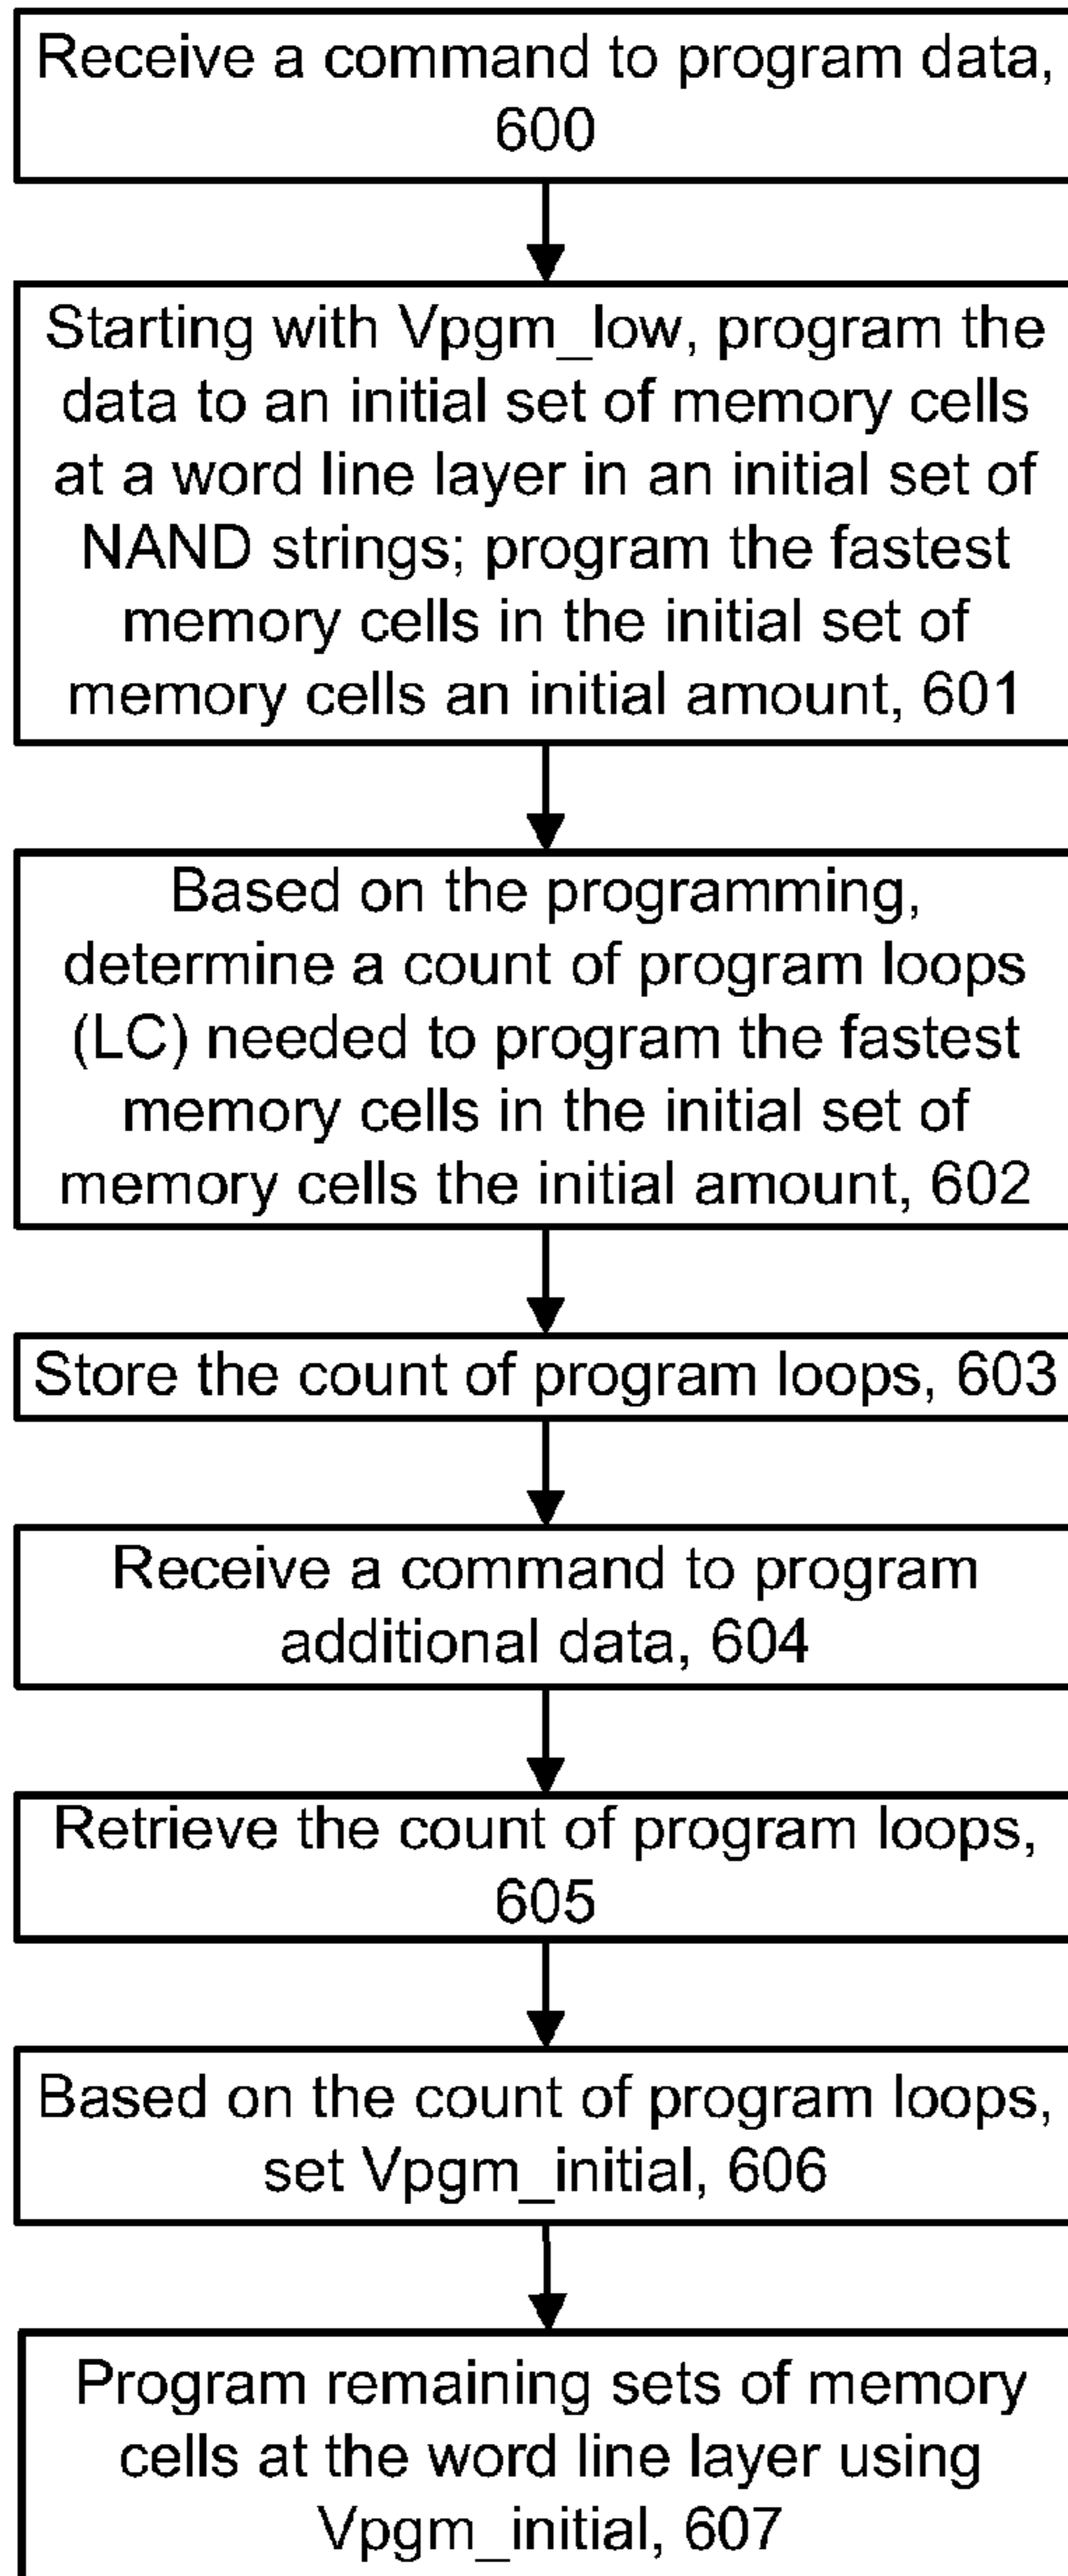 Receive a command to program data,
600
Starting with Vpgm_low, program the
data to an initial set of memory cells
at a word line layer in an initial set of
NAND strings; program the fastest
memory cells in the initial set of
memory cells an initial amount, 601
Based on the programming,
determine a count of program loops
(LC) needed to program the fastest
memory cells in the initial set of
memory cells the initial amount, 602
Store the count of program loops, 603
Receive a command to program
additional data, 604
Retrieve the count of program loops,
605
Based on the count of program loops,
set Vpgm_initial, 606
Program remaining sets of memory
cells at the word line layer using
Vpgm_initial, 607